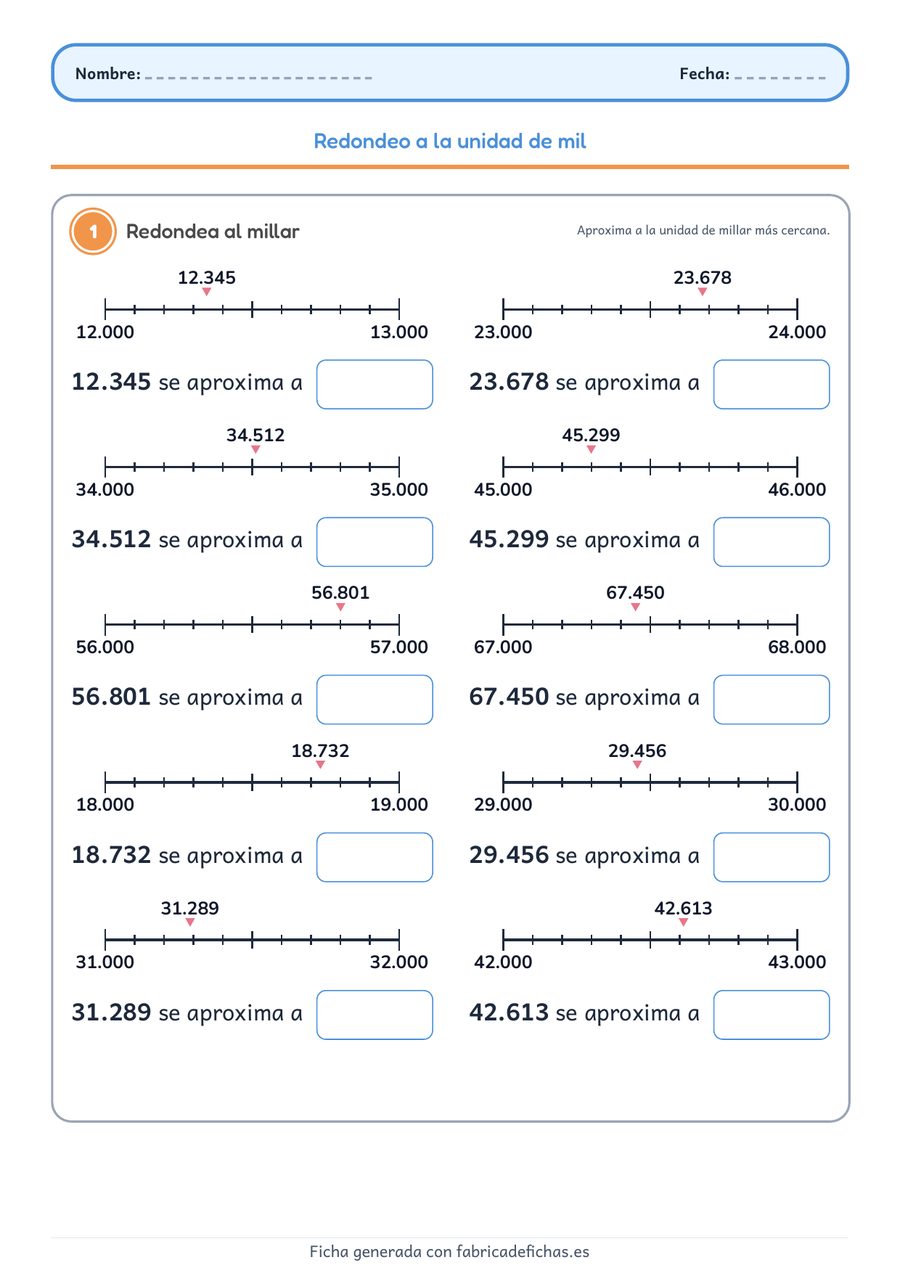 Nombre: Fecha:
Redondeo a la unidad de mil
1 Redondea al millar Aproxima a la unidad de millar más cercana.
12.345 23.678
12.000 13.000 23.000 24.000
12.345 se aproxima a 23.678 se aproxima a
34.512 45.299
34.000 35.000 45.000 46.000
34.512 se aproxima a 45.299 se aproxima a
56.801 67.450
56.000 57.000 67.000 68.000
56.801 se aproxima a 67.450 se aproxima a
18.732 29.456
18.000 19.000 29.000 30.000
18.732 se aproxima a 29.456 se aproxima a
31.289 42.613
31.000 32.000 42.000 43.000
31.289 se aproxima a 42.613 se aproxima a
Ficha generada con fabricadefichas.es